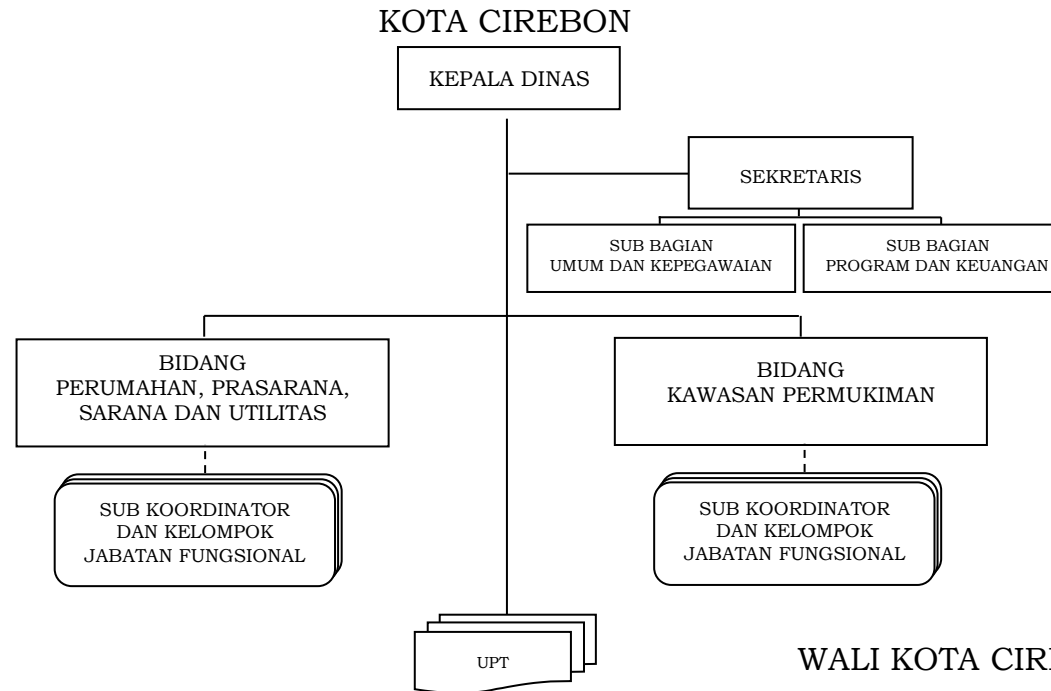 KOTA CIREBON
KEPALA DINAS
SEKRETARIS
SUB BAGIAN
UMUM DAN KEPEGAWAIAN
SUB BAGIAN
PROGRAM DAN KEUANGAN
BIDANG
PERUMAHAN, PRASARANA,
SARANA DAN UTILITAS
BIDANG
KAWASAN PERMUKIMAN
SUB KOORDINATOR
DAN KELOMPOK
JABATAN FUNGSIONAL
SUB KOORDINATOR
DAN KELOMPOK
JABATAN FUNGSIONAL
UPT
WALI KOTA